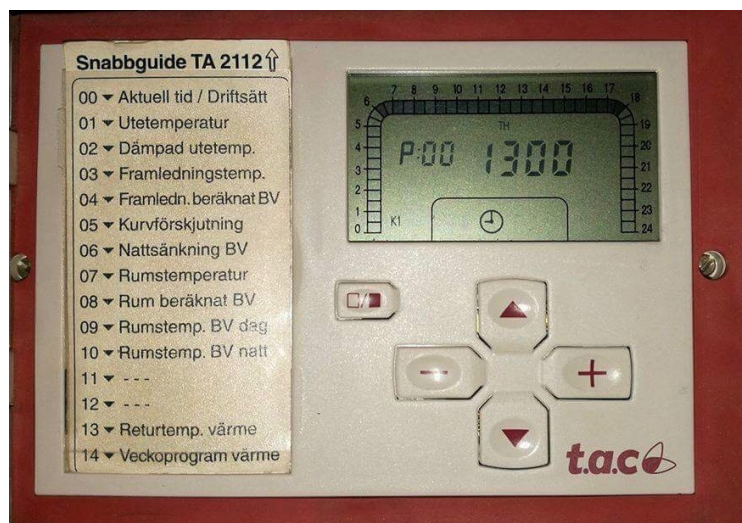 Snabbguide TA 2112 ⇧
00 ▾ Aktuell tid / Driftsätt
01 ▾ Utetemperatur
02 ▾ Dämpad utetemp.
03 ▾ Framledningstemp.
04 ▾ Framledn. beräknat BV
05 ▾ Kurvförskjutning
06 ▾ Nattsänkning BV
07 ▾ Rumstemperatur
08 ▾ Rum beräknat BV
09 ▾ Rumstemp. BV dag
10 ▾ Rumstemp. BV natt
11 ▾ - - -
12 ▾ - - -
13 ▾ Returtemp. värme
14 ▾ Veckoprogram värme
7 8 9 10 11 12 13 14 15 16 17
6 18
5 TH 19
4 P:00 1300 20
3 21
2 22
1 K1 23
0 24
− +
t.a.c